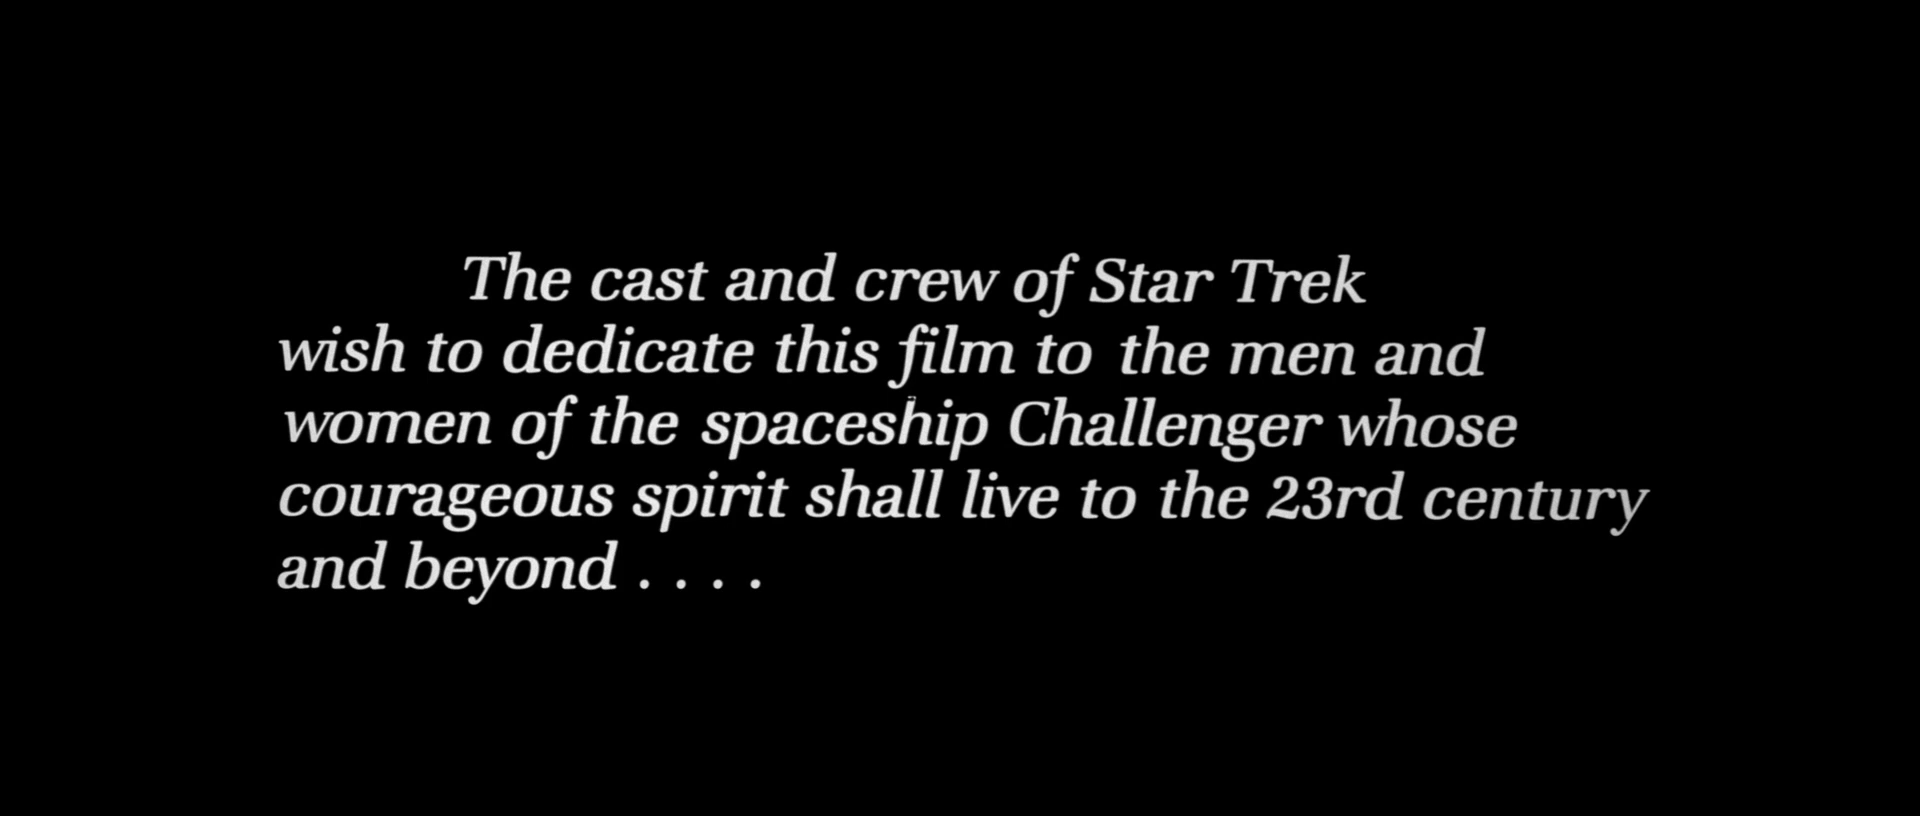 The cast and crew of Star Trek
wish to dedicate this film to the men and
women of the spaceship Challenger whose
courageous spirit shall live to the 23rd century
and beyond . . . .